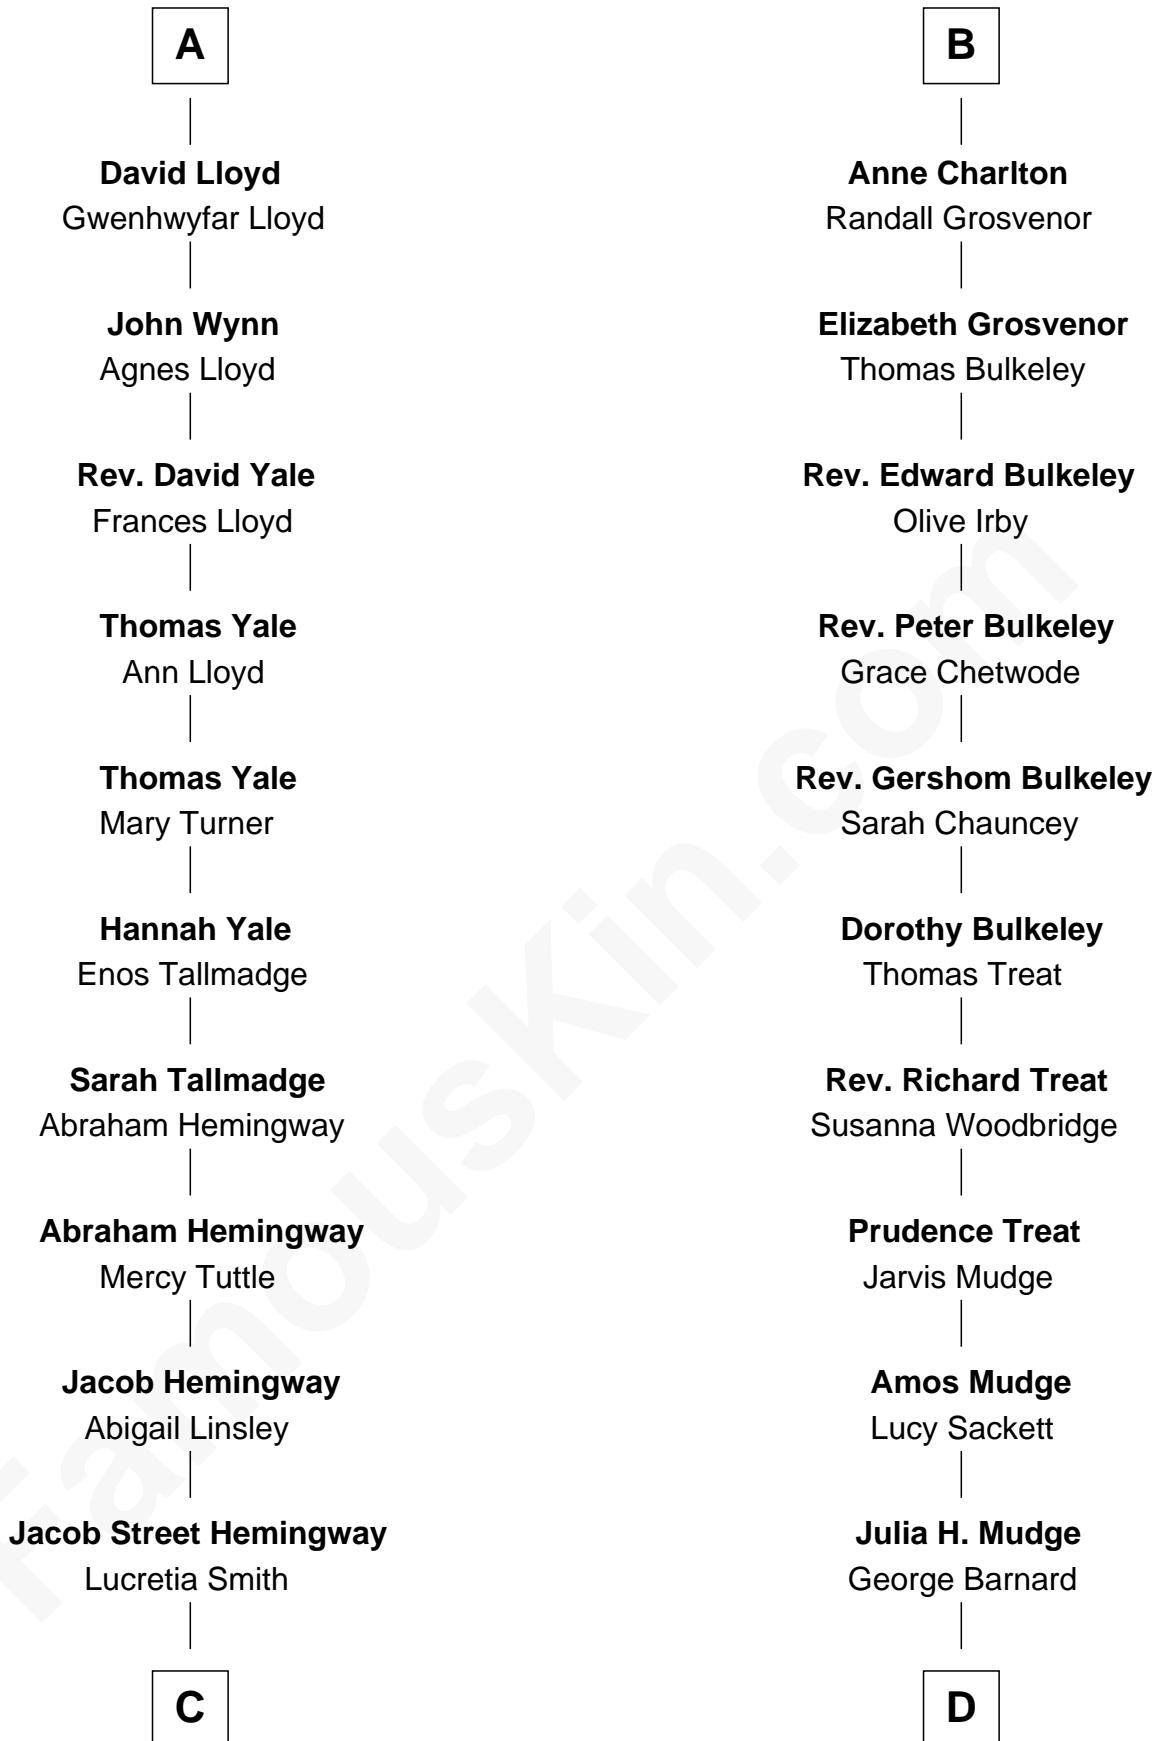 A
David Lloyd
Gwenhwyfar Lloyd
John Wynn
Agnes Lloyd
Rev. David Yale
Frances Lloyd
Thomas Yale
Ann Lloyd
Thomas Yale
Mary Turner
Hannah Yale
Enos Tallmadge
Sarah Tallmadge
Abraham Hemingway
Abraham Hemingway
Mercy Tuttle
Jacob Hemingway
Abigail Linsley
Jacob Street Hemingway
Lucretia Smith
C
B
Anne Charlton
Randall Grosvenor
Elizabeth Grosvenor
Thomas Bulkeley
Rev. Edward Bulkeley
Olive Irby
Rev. Peter Bulkeley
Grace Chetwode
Rev. Gershom Bulkeley
Sarah Chauncey
Dorothy Bulkeley
Thomas Treat
Rev. Richard Treat
Susanna Woodbridge
Prudence Treat
Jarvis Mudge
Amos Mudge
Lucy Sackett
Julia H. Mudge
George Barnard
D
FamousKin.com